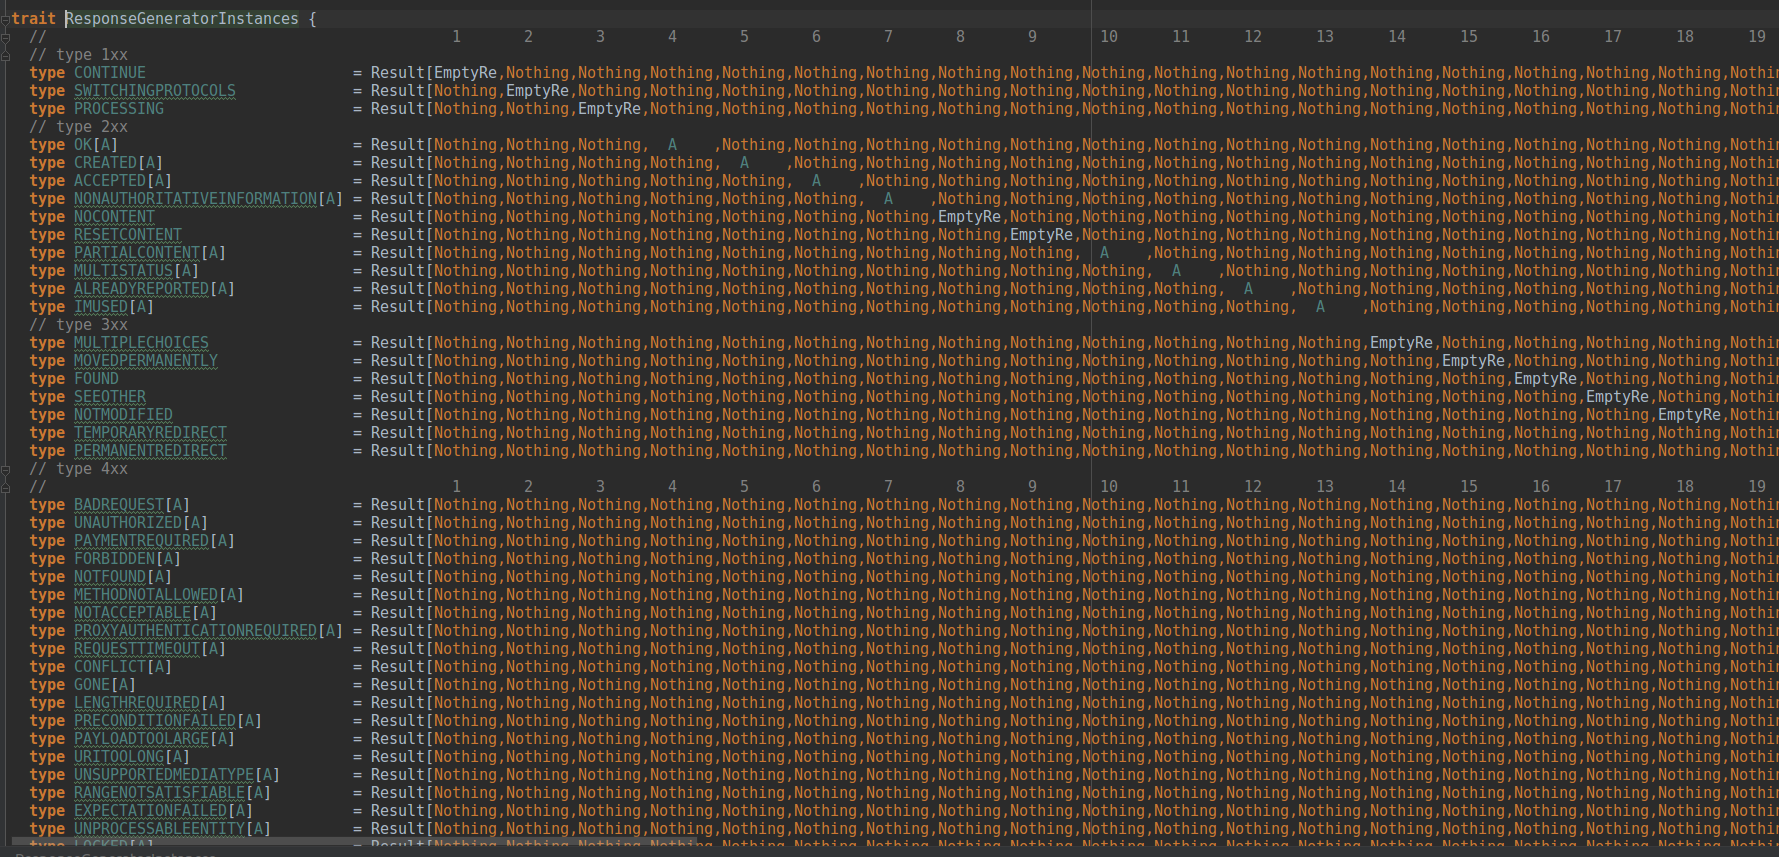 trait ResponseGeneratorInstances {
// 1 2 3 4 5 6 7 8 9 10 11 12 13 14 15 16 17 18 19
// type 1xx
type CONTINUE = Result[EmptyRe,Nothing,Nothing,Nothing,Nothing,Nothing,Nothing,Nothing,Nothing,Nothing,Nothing,Nothing,Nothing,Nothing,Nothing,Nothing,Nothing,Nothing,Nothin
type SWITCHINGPROTOCOLS = Result[Nothing,EmptyRe,Nothing,Nothing,Nothing,Nothing,Nothing,Nothing,Nothing,Nothing,Nothing,Nothing,Nothing,Nothing,Nothing,Nothing,Nothing,Nothing,Nothin
type PROCESSING = Result[Nothing,Nothing,EmptyRe,Nothing,Nothing,Nothing,Nothing,Nothing,Nothing,Nothing,Nothing,Nothing,Nothing,Nothing,Nothing,Nothing,Nothing,Nothing,Nothin
// type 2xx
type OK[A] = Result[Nothing,Nothing,Nothing, A ,Nothing,Nothing,Nothing,Nothing,Nothing,Nothing,Nothing,Nothing,Nothing,Nothing,Nothing,Nothing,Nothing,Nothing,Nothin
type CREATED[A] = Result[Nothing,Nothing,Nothing,Nothing, A ,Nothing,Nothing,Nothing,Nothing,Nothing,Nothing,Nothing,Nothing,Nothing,Nothing,Nothing,Nothing,Nothing,Nothin
type ACCEPTED[A] = Result[Nothing,Nothing,Nothing,Nothing,Nothing, A ,Nothing,Nothing,Nothing,Nothing,Nothing,Nothing,Nothing,Nothing,Nothing,Nothing,Nothing,Nothing,Nothin
type NONAUTHORITATIVEINFORMATION[A] = Result[Nothing,Nothing,Nothing,Nothing,Nothing,Nothing, A ,Nothing,Nothing,Nothing,Nothing,Nothing,Nothing,Nothing,Nothing,Nothing,Nothing,Nothing,Nothin
type NOCONTENT = Result[Nothing,Nothing,Nothing,Nothing,Nothing,Nothing,Nothing,EmptyRe,Nothing,Nothing,Nothing,Nothing,Nothing,Nothing,Nothing,Nothing,Nothing,Nothing,Nothin
type RESETCONTENT = Result[Nothing,Nothing,Nothing,Nothing,Nothing,Nothing,Nothing,Nothing,EmptyRe,Nothing,Nothing,Nothing,Nothing,Nothing,Nothing,Nothing,Nothing,Nothing,Nothin
type PARTIALCONTENT[A] = Result[Nothing,Nothing,Nothing,Nothing,Nothing,Nothing,Nothing,Nothing,Nothing, A ,Nothing,Nothing,Nothing,Nothing,Nothing,Nothing,Nothing,Nothing,Nothin
type MULTISTATUS[A] = Result[Nothing,Nothing,Nothing,Nothing,Nothing,Nothing,Nothing,Nothing,Nothing,Nothing, A ,Nothing,Nothing,Nothing,Nothing,Nothing,Nothing,Nothing,Nothin
type ALREADYREPORTED[A] = Result[Nothing,Nothing,Nothing,Nothing,Nothing,Nothing,Nothing,Nothing,Nothing,Nothing,Nothing, A ,Nothing,Nothing,Nothing,Nothing,Nothing,Nothing,Nothin
type IMUSED[A] = Result[Nothing,Nothing,Nothing,Nothing,Nothing,Nothing,Nothing,Nothing,Nothing,Nothing,Nothing,Nothing, A ,Nothing,Nothing,Nothing,Nothing,Nothing,Nothin
// type 3xx
type MULTIPLECHOICES = Result[Nothing,Nothing,Nothing,Nothing,Nothing,Nothing,Nothing,Nothing,Nothing,Nothing,Nothing,Nothing,Nothing,EmptyRe,Nothing,Nothing,Nothing,Nothing,Nothin
type MOVEDPERMANENTLY = Result[Nothing,Nothing,Nothing,Nothing,Nothing,Nothing,Nothing,Nothing,Nothing,Nothing,Nothing,Nothing,Nothing,Nothing,EmptyRe,Nothing,Nothing,Nothing,Nothin
type FOUND = Result[Nothing,Nothing,Nothing,Nothing,Nothing,Nothing,Nothing,Nothing,Nothing,Nothing,Nothing,Nothing,Nothing,Nothing,Nothing,EmptyRe,Nothing,Nothing,Nothin
type SEEOTHER = Result[Nothing,Nothing,Nothing,Nothing,Nothing,Nothing,Nothing,Nothing,Nothing,Nothing,Nothing,Nothing,Nothing,Nothing,Nothing,Nothing,EmptyRe,Nothing,Nothin
type NOTMODIFIED = Result[Nothing,Nothing,Nothing,Nothing,Nothing,Nothing,Nothing,Nothing,Nothing,Nothing,Nothing,Nothing,Nothing,Nothing,Nothing,Nothing,Nothing,EmptyRe,Nothin
type TEMPORARYREDIRECT = Result[Nothing,Nothing,Nothing,Nothing,Nothing,Nothing,Nothing,Nothing,Nothing,Nothing,Nothing,Nothing,Nothing,Nothing,Nothing,Nothing,Nothing,Nothing,Nothin
type PERMANENTREDIRECT = Result[Nothing,Nothing,Nothing,Nothing,Nothing,Nothing,Nothing,Nothing,Nothing,Nothing,Nothing,Nothing,Nothing,Nothing,Nothing,Nothing,Nothing,Nothing,Nothin
// type 4xx
// 1 2 3 4 5 6 7 8 9 10 11 12 13 14 15 16 17 18 19
type BADREQUEST[A] = Result[Nothing,Nothing,Nothing,Nothing,Nothing,Nothing,Nothing,Nothing,Nothing,Nothing,Nothing,Nothing,Nothing,Nothing,Nothing,Nothing,Nothing,Nothing,Nothin
type UNAUTHORIZED[A] = Result[Nothing,Nothing,Nothing,Nothing,Nothing,Nothing,Nothing,Nothing,Nothing,Nothing,Nothing,Nothing,Nothing,Nothing,Nothing,Nothing,Nothing,Nothing,Nothin
type PAYMENTREQUIRED[A] = Result[Nothing,Nothing,Nothing,Nothing,Nothing,Nothing,Nothing,Nothing,Nothing,Nothing,Nothing,Nothing,Nothing,Nothing,Nothing,Nothing,Nothing,Nothing,Nothin
type FORBIDDEN[A] = Result[Nothing,Nothing,Nothing,Nothing,Nothing,Nothing,Nothing,Nothing,Nothing,Nothing,Nothing,Nothing,Nothing,Nothing,Nothing,Nothing,Nothing,Nothing,Nothin
type NOTFOUND[A] = Result[Nothing,Nothing,Nothing,Nothing,Nothing,Nothing,Nothing,Nothing,Nothing,Nothing,Nothing,Nothing,Nothing,Nothing,Nothing,Nothing,Nothing,Nothing,Nothin
type METHODNOTALLOWED[A] = Result[Nothing,Nothing,Nothing,Nothing,Nothing,Nothing,Nothing,Nothing,Nothing,Nothing,Nothing,Nothing,Nothing,Nothing,Nothing,Nothing,Nothing,Nothing,Nothin
type NOTACCEPTABLE[A] = Result[Nothing,Nothing,Nothing,Nothing,Nothing,Nothing,Nothing,Nothing,Nothing,Nothing,Nothing,Nothing,Nothing,Nothing,Nothing,Nothing,Nothing,Nothing,Nothin
type PROXYAUTHENTICATIONREQUIRED[A] = Result[Nothing,Nothing,Nothing,Nothing,Nothing,Nothing,Nothing,Nothing,Nothing,Nothing,Nothing,Nothing,Nothing,Nothing,Nothing,Nothing,Nothing,Nothing,Nothin
type REQUESTTIMEOUT[A] = Result[Nothing,Nothing,Nothing,Nothing,Nothing,Nothing,Nothing,Nothing,Nothing,Nothing,Nothing,Nothing,Nothing,Nothing,Nothing,Nothing,Nothing,Nothing,Nothin
type CONFLICT[A] = Result[Nothing,Nothing,Nothing,Nothing,Nothing,Nothing,Nothing,Nothing,Nothing,Nothing,Nothing,Nothing,Nothing,Nothing,Nothing,Nothing,Nothing,Nothing,Nothin
type GONE[A] = Result[Nothing,Nothing,Nothing,Nothing,Nothing,Nothing,Nothing,Nothing,Nothing,Nothing,Nothing,Nothing,Nothing,Nothing,Nothing,Nothing,Nothing,Nothing,Nothin
type LENGTHREQUIRED[A] = Result[Nothing,Nothing,Nothing,Nothing,Nothing,Nothing,Nothing,Nothing,Nothing,Nothing,Nothing,Nothing,Nothing,Nothing,Nothing,Nothing,Nothing,Nothing,Nothin
type PRECONDITIONFAILED[A] = Result[Nothing,Nothing,Nothing,Nothing,Nothing,Nothing,Nothing,Nothing,Nothing,Nothing,Nothing,Nothing,Nothing,Nothing,Nothing,Nothing,Nothing,Nothing,Nothin
type PAYLOADTOOLARGE[A] = Result[Nothing,Nothing,Nothing,Nothing,Nothing,Nothing,Nothing,Nothing,Nothing,Nothing,Nothing,Nothing,Nothing,Nothing,Nothing,Nothing,Nothing,Nothing,Nothin
type URITOOLONG[A] = Result[Nothing,Nothing,Nothing,Nothing,Nothing,Nothing,Nothing,Nothing,Nothing,Nothing,Nothing,Nothing,Nothing,Nothing,Nothing,Nothing,Nothing,Nothing,Nothin
type UNSUPPORTEDMEDIATYPE[A] = Result[Nothing,Nothing,Nothing,Nothing,Nothing,Nothing,Nothing,Nothing,Nothing,Nothing,Nothing,Nothing,Nothing,Nothing,Nothing,Nothing,Nothing,Nothing,Nothin
type RANGENOTSATISFIABLE[A] = Result[Nothing,Nothing,Nothing,Nothing,Nothing,Nothing,Nothing,Nothing,Nothing,Nothing,Nothing,Nothing,Nothing,Nothing,Nothing,Nothing,Nothing,Nothing,Nothin
type EXPECTATIONFAILED[A] = Result[Nothing,Nothing,Nothing,Nothing,Nothing,Nothing,Nothing,Nothing,Nothing,Nothing,Nothing,Nothing,Nothing,Nothing,Nothing,Nothing,Nothing,Nothing,Nothin
type UNPROCESSABLEENTITY[A] = Result[Nothing,Nothing,Nothing,Nothing,Nothing,Nothing,Nothing,Nothing,Nothing,Nothing,Nothing,Nothing,Nothing,Nothing,Nothing,Nothing,Nothing,Nothing,Nothin